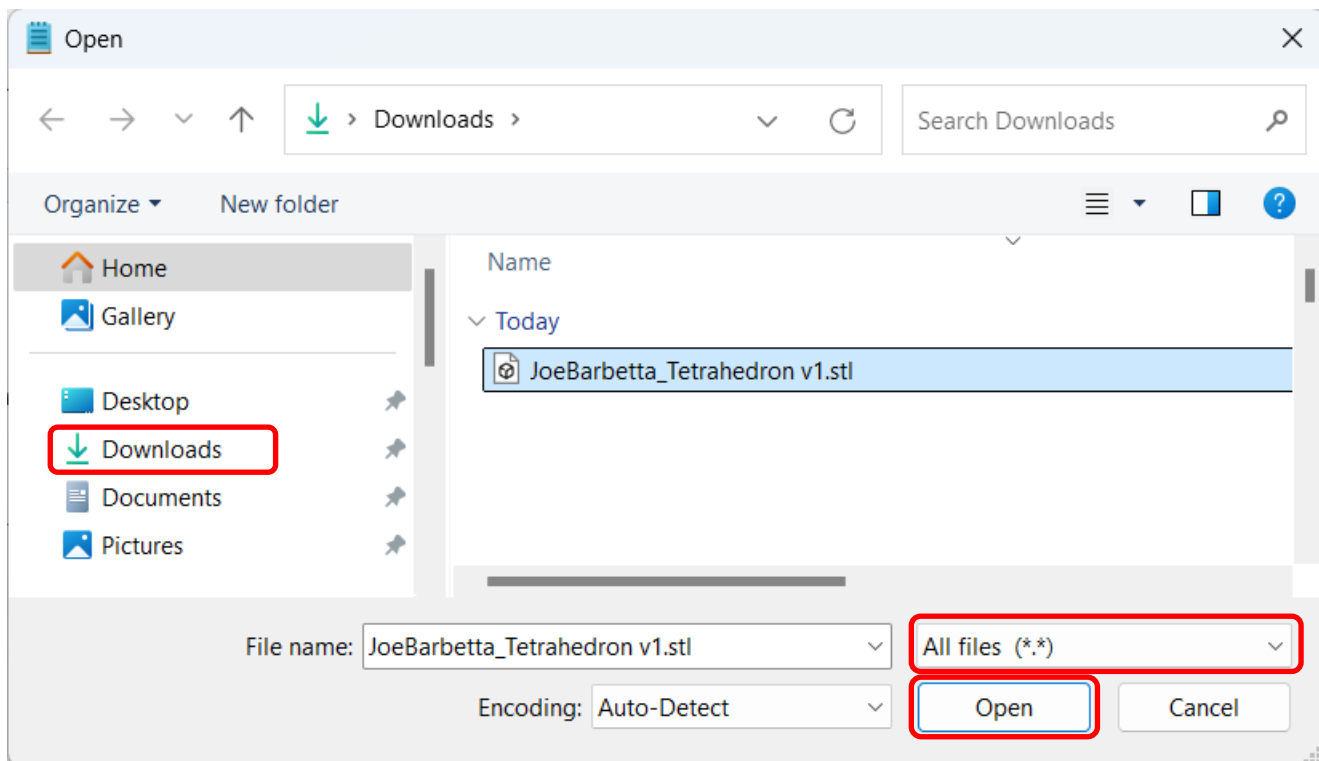 Open
Downloads
Search Downloads
Organize New folder
?
Home
Gallery
Desktop
Downloads
Documents
Pictures
Name
Today
JoeBarbetta_Tetrahedron v1.stl
File name: JoeBarbetta_Tetrahedron v1.stl All files (*.*)
Encoding: Auto-Detect Open Cancel